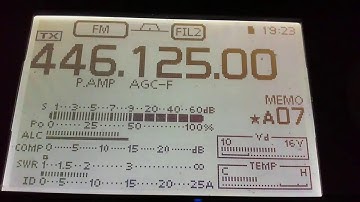 TX FM FIL2 19:23
446.125.00
P.AMP AGC-F
MEMO
★A07
S 1··3··5··7··9··20··40··60dB
Po 0····25····50········100%
ALC
COMP 0··5··10··15··20dB
SWR 1·1.5··2·····3········∞
ID 0···5···10···15···20···25A
Vd
10 16V
TEMP
C H